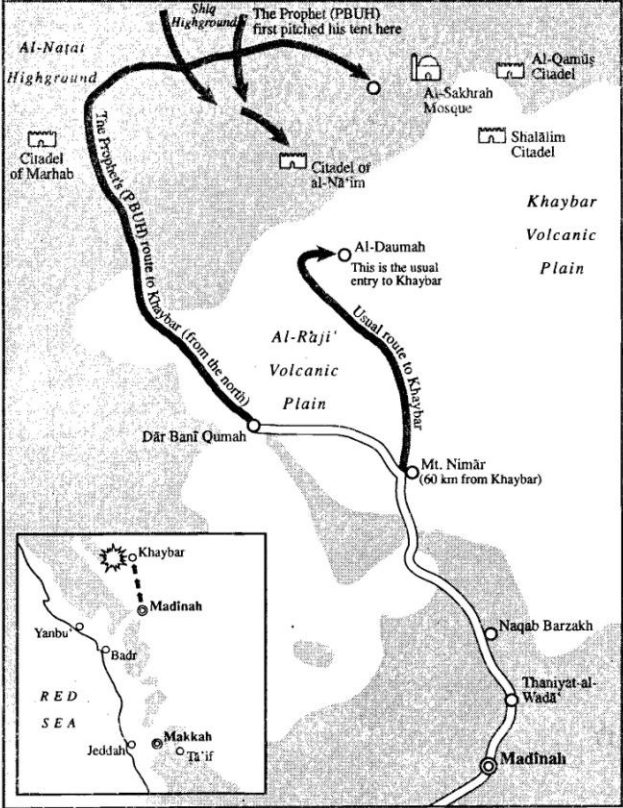 Shiq
Highground
The Prophet (PBUH)
first pitched his tent here
Al-Naṭat
Highground
Al-Qamūṣ
Citadel
Al-Sakhrah
Mosque
Citadel
of Marhab
Shalālim
Citadel
Citadel of
al-Nā‘im
Khaybar
Volcanic
Plain
The Prophet's (PBUH) route to Khaybar (from the north)
Al-Daumah
This is the usual
entry to Khaybar
Usual route to Khaybar
Al-Raji‘
Volcanic
Plain
Dār Banī Qumah
Mt. Nimār
(60 km from Khaybar)
Khaybar
Madīnah
Yanbu‘
Badr
RED
SEA
Makkah
Jeddah
Ta'if
Naqab Barzakh
Thaniyat-al-
Wadā‘
Madīnah